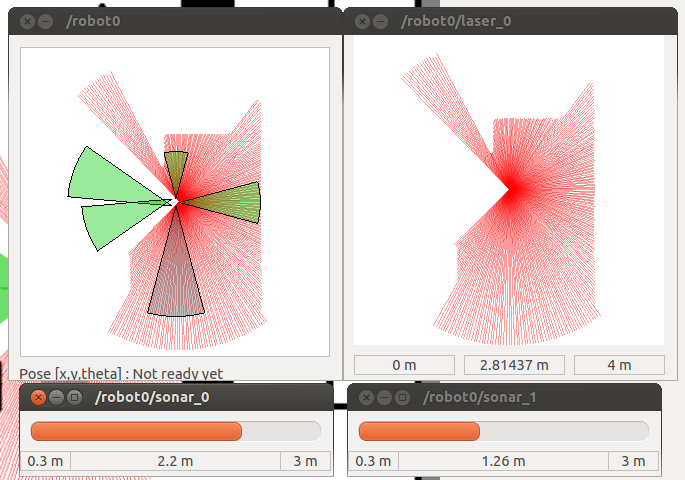 /robot0
/robot0/laser_0
0 m 2.81437 m 4 m
Pose [x,y,theta] : Not ready yet
/robot0/sonar_0
/robot0/sonar_1
0.3 m 2.2 m 3 m
0.3 m 1.26 m 3 m